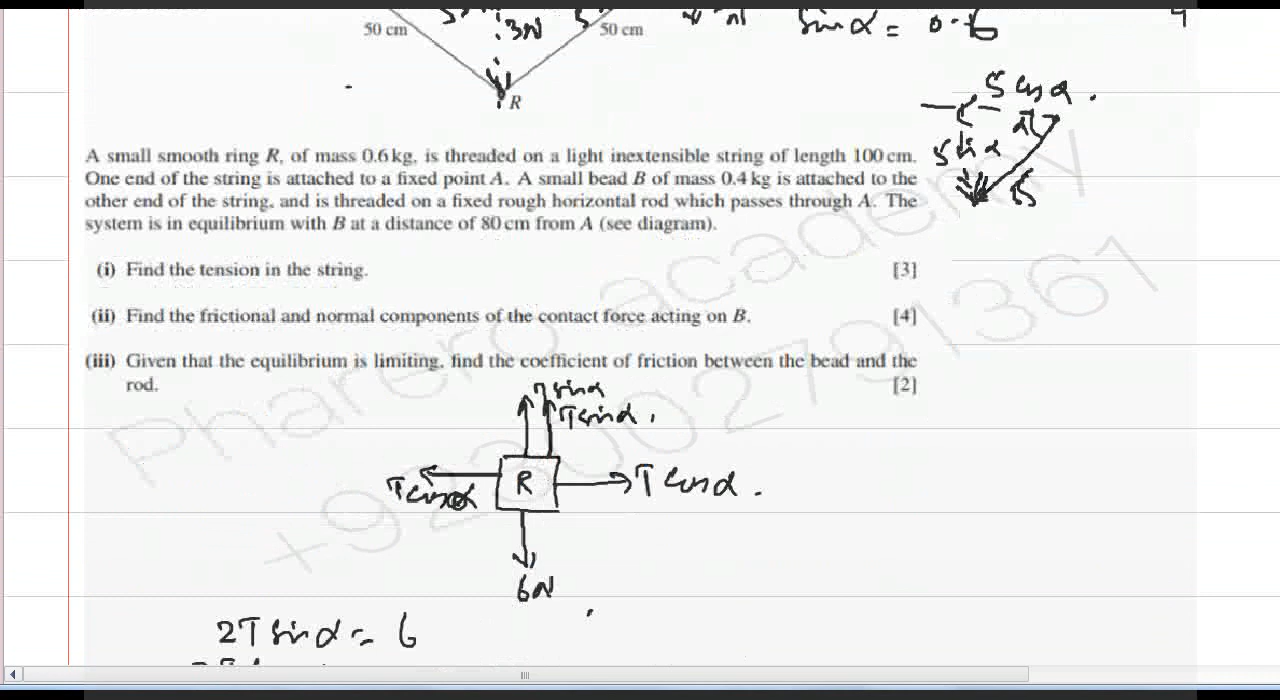 50 cm
3N
50 cm
sin α = 0.6
R
5 cos α.
α
5 sin α
5
A small smooth ring R, of mass 0.6 kg, is threaded on a light inextensible string of length 100 cm.
One end of the string is attached to a fixed point A. A small bead B of mass 0.4 kg is attached to the
other end of the string, and is threaded on a fixed rough horizontal rod which passes through A. The
system is in equilibrium with B at a distance of 80 cm from A (see diagram).
(i) Find the tension in the string. [3]
(ii) Find the frictional and normal components of the contact force acting on B. [4]
(iii) Given that the equilibrium is limiting, find the coefficient of friction between the bead and the
rod. [2]
T sin α
T sin α.
T cos α
R
T cos α.
6N
2T sin α = 6
Pharero academy
+923002791361